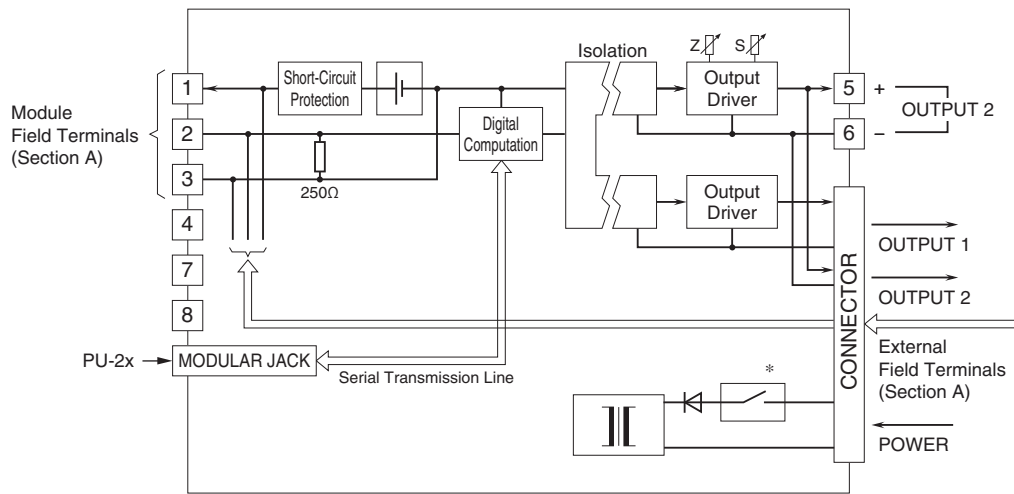 Isolation
Z
S
1
Short-Circuit
Protection
Output
Driver
5
+
OUTPUT 2
Module
Field Terminals
(Section A)
2
Digital
Computation
6
−
3
250Ω
Output
Driver
4
OUTPUT 1
7
OUTPUT 2
8
CONNECTOR
External
Field Terminals
(Section A)
PU-2x
MODULAR JACK
Serial Transmission Line
*
POWER